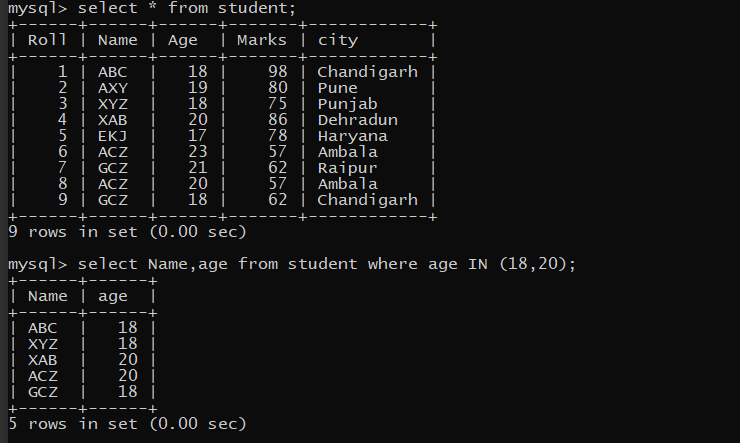 mysql> select * from student;
+------+------+------+-------+------------+
| Roll | Name | Age  | Marks | city       |
+------+------+------+-------+------------+
|    1 | ABC  |   18 |    98 | Chandigarh |
|    2 | AXY  |   19 |    80 | Pune       |
|    3 | XYZ  |   18 |    75 | Punjab     |
|    4 | XAB  |   20 |    86 | Dehradun   |
|    5 | EKJ  |   17 |    78 | Haryana    |
|    6 | ACZ  |   23 |    57 | Ambala     |
|    7 | GCZ  |   21 |    62 | Raipur     |
|    8 | ACZ  |   20 |    57 | Ambala     |
|    9 | GCZ  |   18 |    62 | Chandigarh |
+------+------+------+-------+------------+
9 rows in set (0.00 sec)

mysql> select Name,age from student where age IN (18,20);
+------+------+
| Name | age  |
+------+------+
| ABC  |   18 |
| XYZ  |   18 |
| XAB  |   20 |
| ACZ  |   20 |
| GCZ  |   18 |
+------+------+
5 rows in set (0.00 sec)